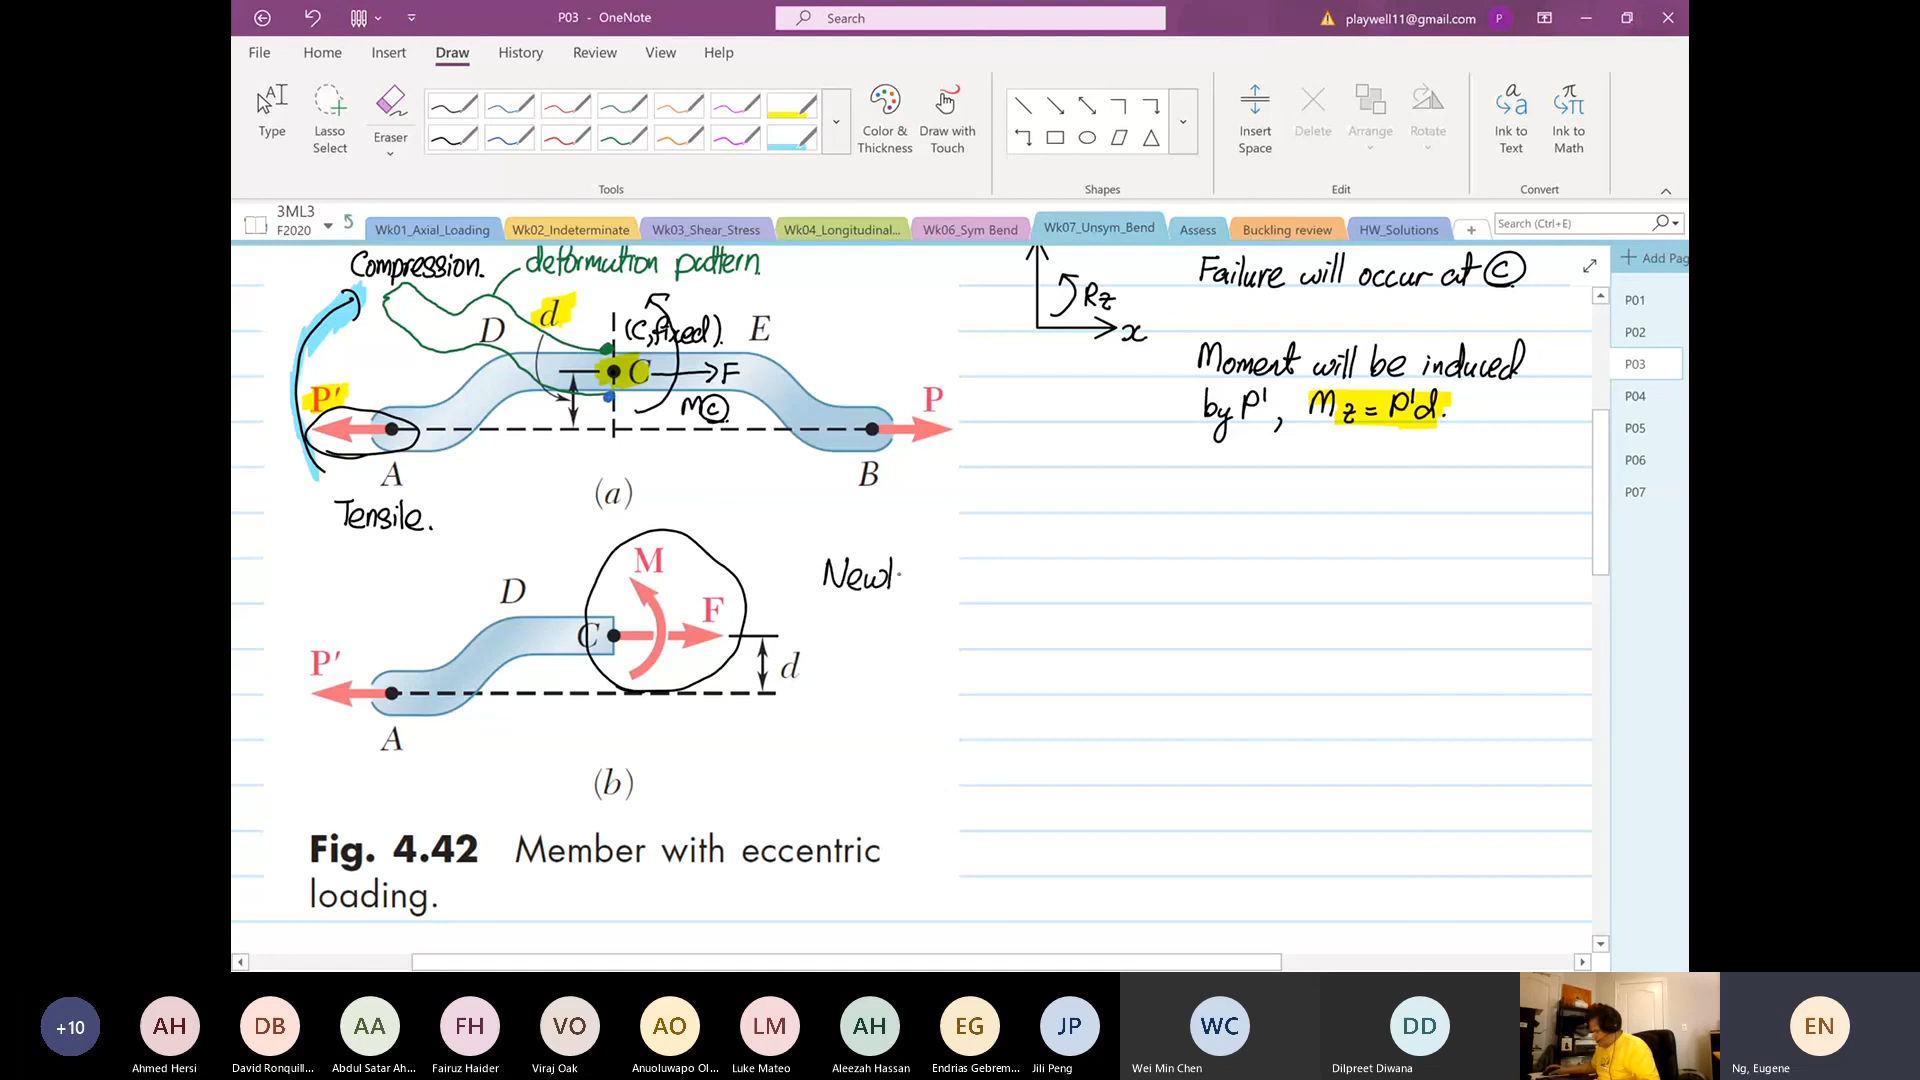 P03 - OneNote
Search
playwell11@gmail.com
P
File Home Insert Draw History Review View Help
Type
Lasso Select
Eraser
Color & Thickness
Draw with Touch
Insert Space
Delete
Arrange
Rotate
Ink to Text
Ink to Math
Tools
Shapes
Edit
Convert
3ML3
F2020
Wk01_Axial_Loading
Wk02_Indeterminate
Wk03_Shear_Stress
Wk04_Longitudinal...
Wk06_Sym Bend
Wk07_Unsym_Bend
Assess
Buckling review
HW_Solutions
Search (Ctrl+E)
Add Pag
P01
P02
P03
P04
P05
P06
P07
Compression.
deformation pattern.
d
D
(C, fixed).
E
C
F
P'
Mc
P
A
B
(a)
Tensile.
Rz
x
Failure will occur at C
Moment will be induced
by P', Mz = P'd.
M
Newt
D
F
C
P'
d
A
(b)
Fig. 4.42 Member with eccentric
loading.
+10
AH
DB
AA
FH
VO
AO
LM
AH
EG
JP
WC
DD
EN
Ahmed Hersi
David Ronquill...
Abdul Satar Ah...
Fairuz Haider
Viraj Oak
Anuoluwapo Ol...
Luke Mateo
Aleezah Hassan
Endrias Gebrem...
Jili Peng
Wei Min Chen
Dilpreet Diwana
Ng, Eugene